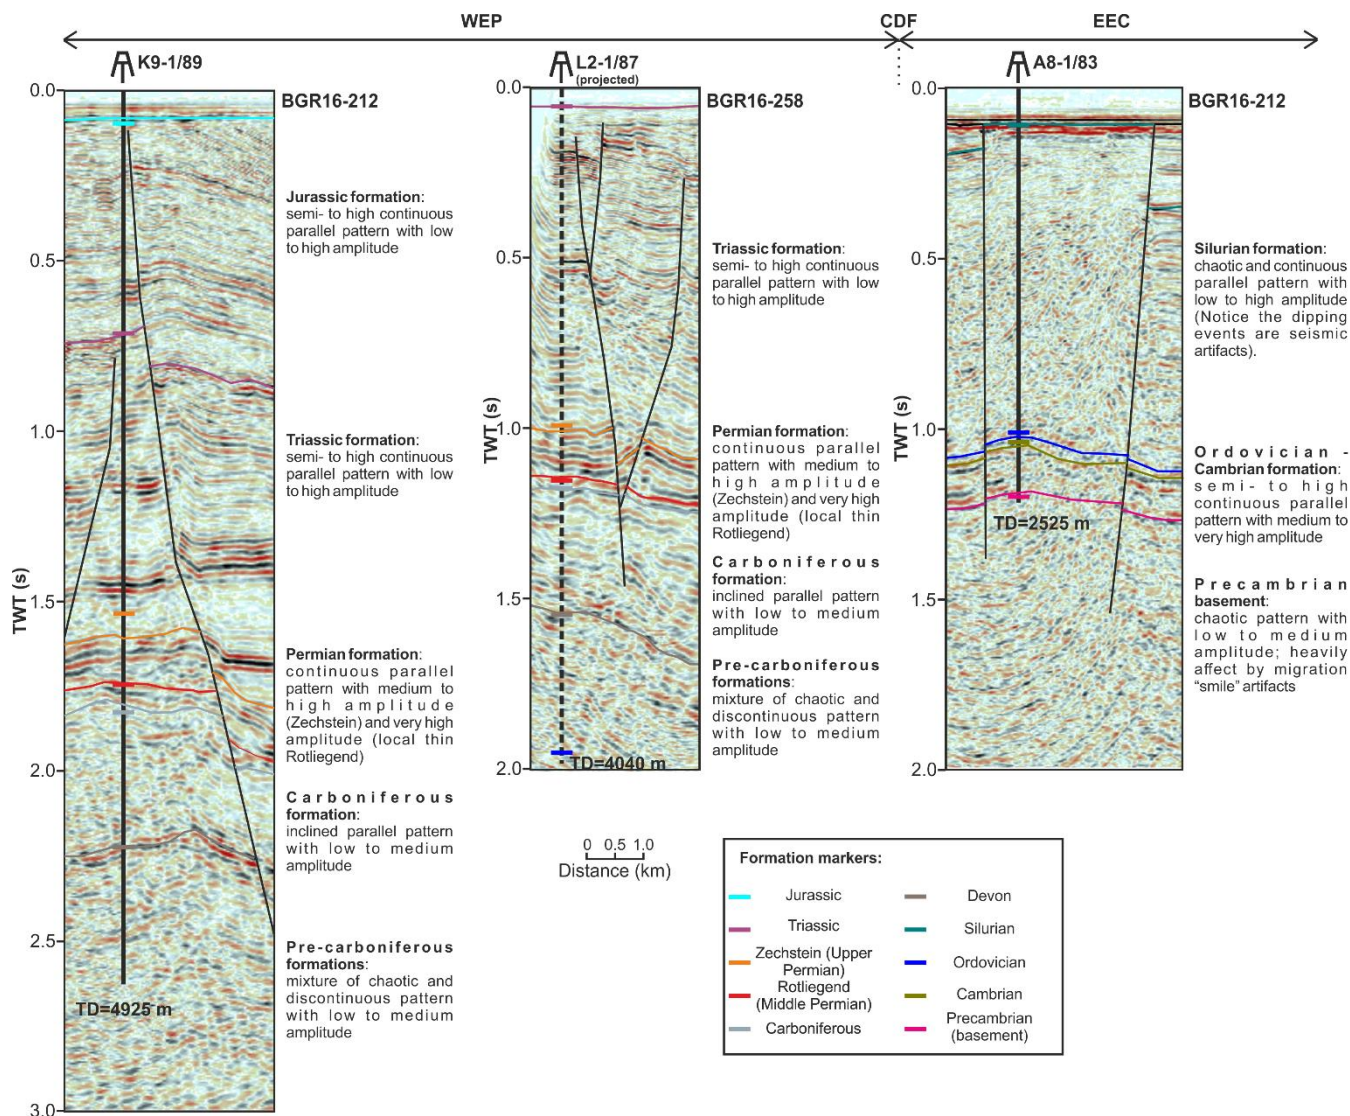 WEP
CDF
EEC
K9-1/89
L2-1/87
(projected)
A8-1/83
BGR16-212
0.0
0.5
1.0
1.5
2.0
2.5
3.0
TWT (s)
TD=4925 m
Jurassic formation:
semi- to high continuous
parallel pattern with low
to high amplitude
Triassic formation:
semi- to high continuous
parallel pattern with low
to high amplitude
Permian formation:
continuous parallel
pattern with medium to
high amplitude
(Zechstein) and very high
amplitude (local thin
Rotliegend)
Carboniferous
formation:
inclined parallel pattern
with low to medium
amplitude
Pre-carboniferous
formations:
mixture of chaotic and
discontinuous pattern
with low to medium
amplitude
BGR16-258
0.0
0.5
1.0
1.5
2.0
TWT (s)
TD=4040 m
Triassic formation:
semi- to high continuous
parallel pattern with low
to high amplitude
Permian formation:
continuous parallel
pattern with medium to
high amplitude
(Zechstein) and very high
amplitude (local thin
Rotliegend)
Carboniferous
formation:
inclined parallel pattern
with low to medium
amplitude
Pre-carboniferous
formations:
mixture of chaotic and
discontinuous pattern
with low to medium
amplitude
BGR16-212
0.0
0.5
1.0
1.5
2.0
TWT (s)
TD=2525 m
Silurian formation:
chaotic and continuous
parallel pattern with
low to high amplitude
(Notice the dipping
events are seismic
artifacts).
Ordovician -
Cambrian formation:
semi- to high
continuous parallel
pattern with medium to
very high amplitude
Precambrian
basement:
chaotic pattern with
low to medium
amplitude; heavily
affect by migration
“smile” artifacts
0 0.5 1.0
Distance (km)
Formation markers:
Jurassic
Triassic
Zechstein (Upper
Permian)
Rotliegend
(Middle Permian)
Carboniferous
Devon
Silurian
Ordovician
Cambrian
Precambrian
(basement)